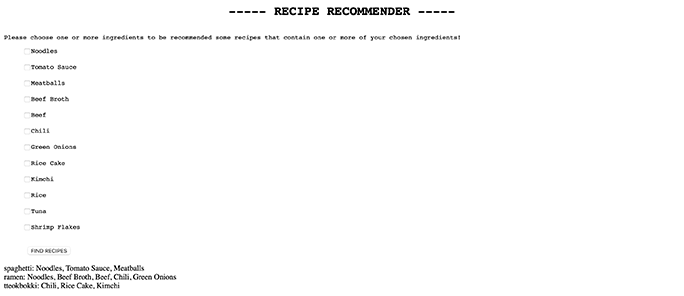 ----- RECIPE RECOMMENDER -----
Please choose one or more ingredients to be recommended some recipes that contain one or more of your chosen ingredients!
Noodles
Tomato Sauce
Meatballs
Beef Broth
Beef
Chili
Green Onions
Rice Cake
Kimchi
Rice
Tuna
Shrimp Flakes
FIND RECIPES
spaghetti: Noodles, Tomato Sauce, Meatballs
ramen: Noodles, Beef Broth, Beef, Chili, Green Onions
tteokbokki: Chili, Rice Cake, Kimchi